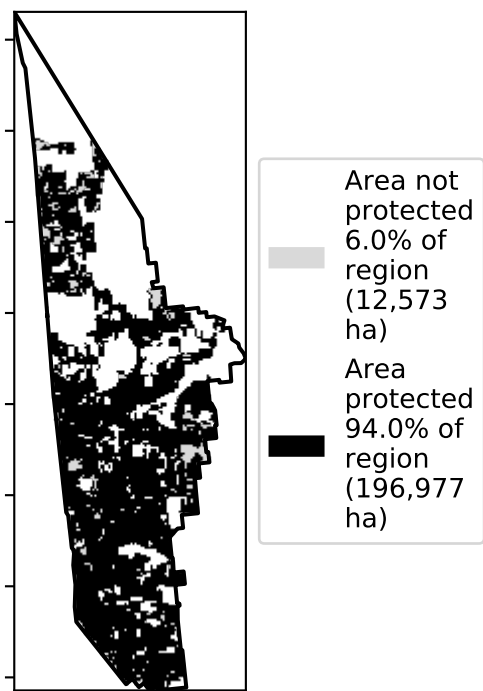 Area not
protected
6.0% of
region
(12,573
ha)
Area
protected
94.0% of
region
(196,977
ha)